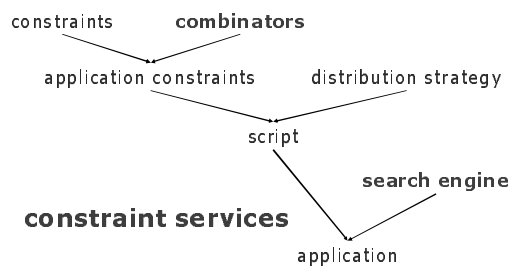 constraints combinators
application constraints distribution strategy
script
search engine
constraint services
application